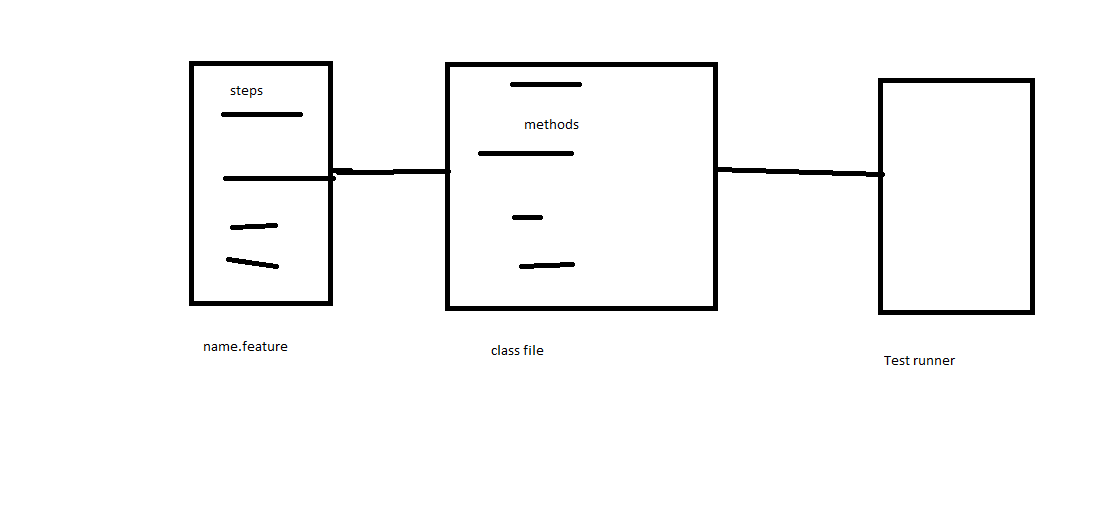 steps
methods
name.feature
class file
Test runner